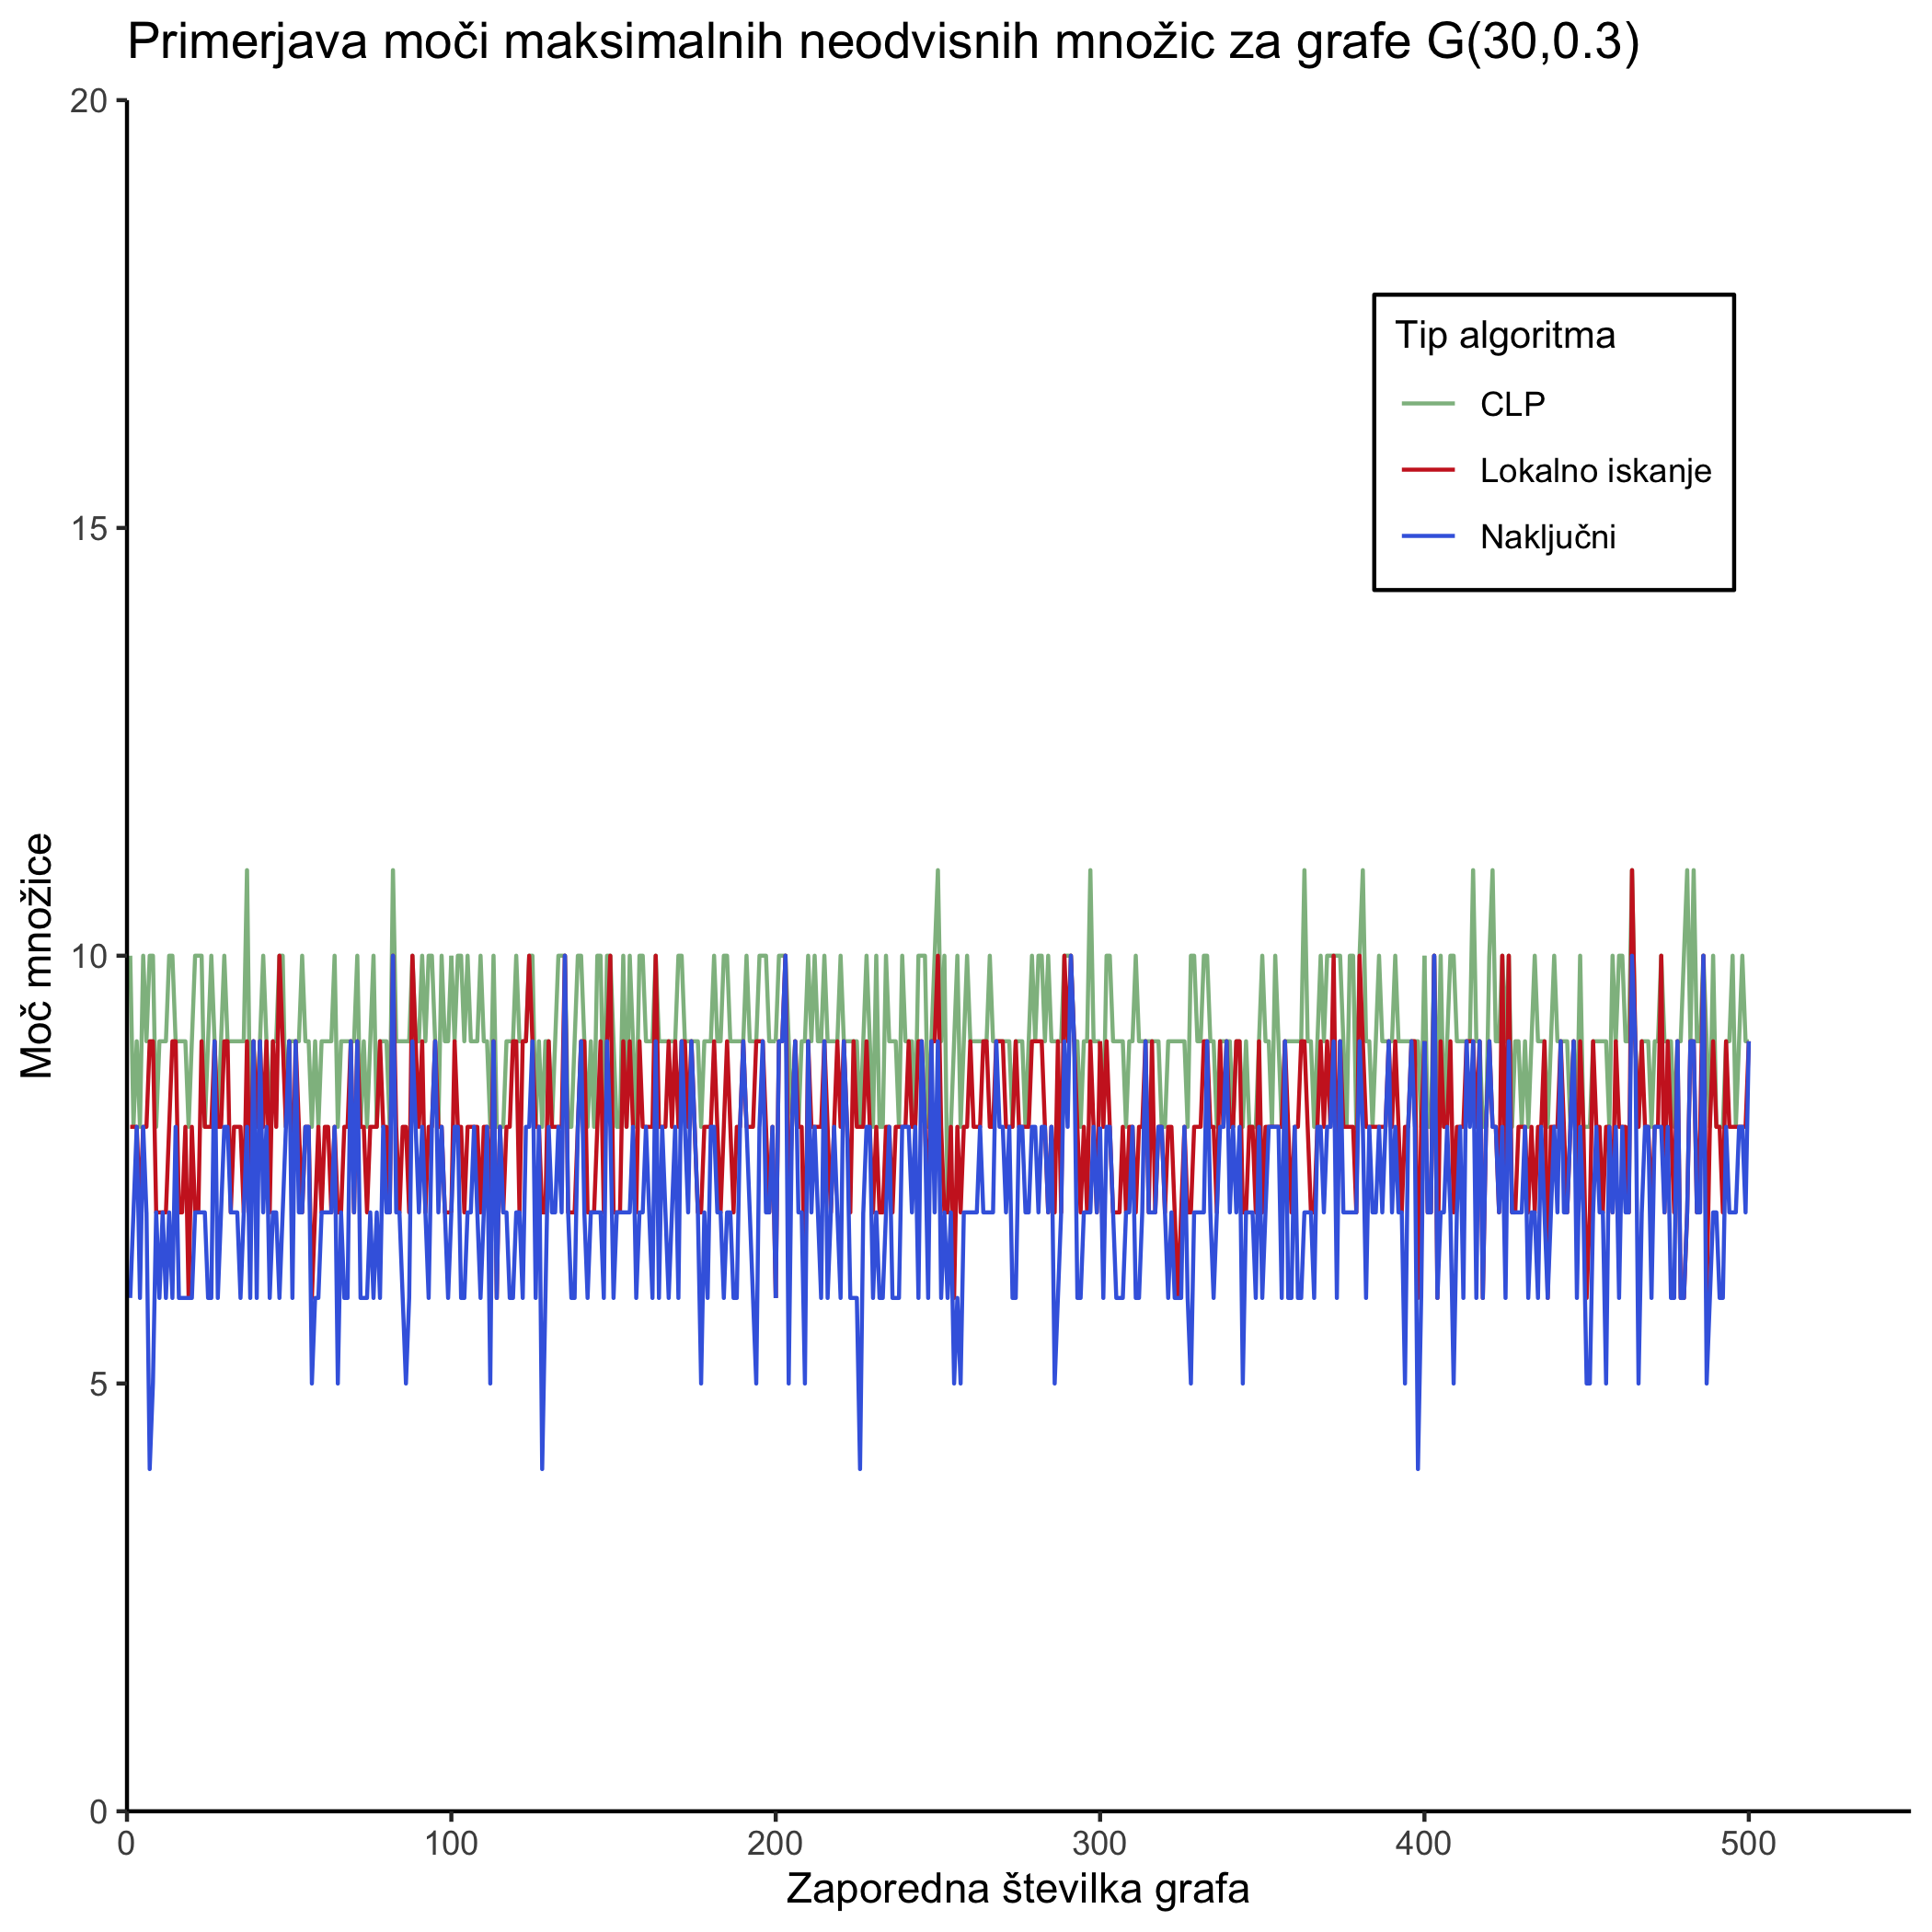 Primerjava moči maksimalnih neodvisnih množic za grafe G(30,0.3)
20
15
10
5
0
Moč množice
Tip algoritma
CLP
Lokalno iskanje
Naključni
0 100 200 300 400 500
Zaporedna številka grafa